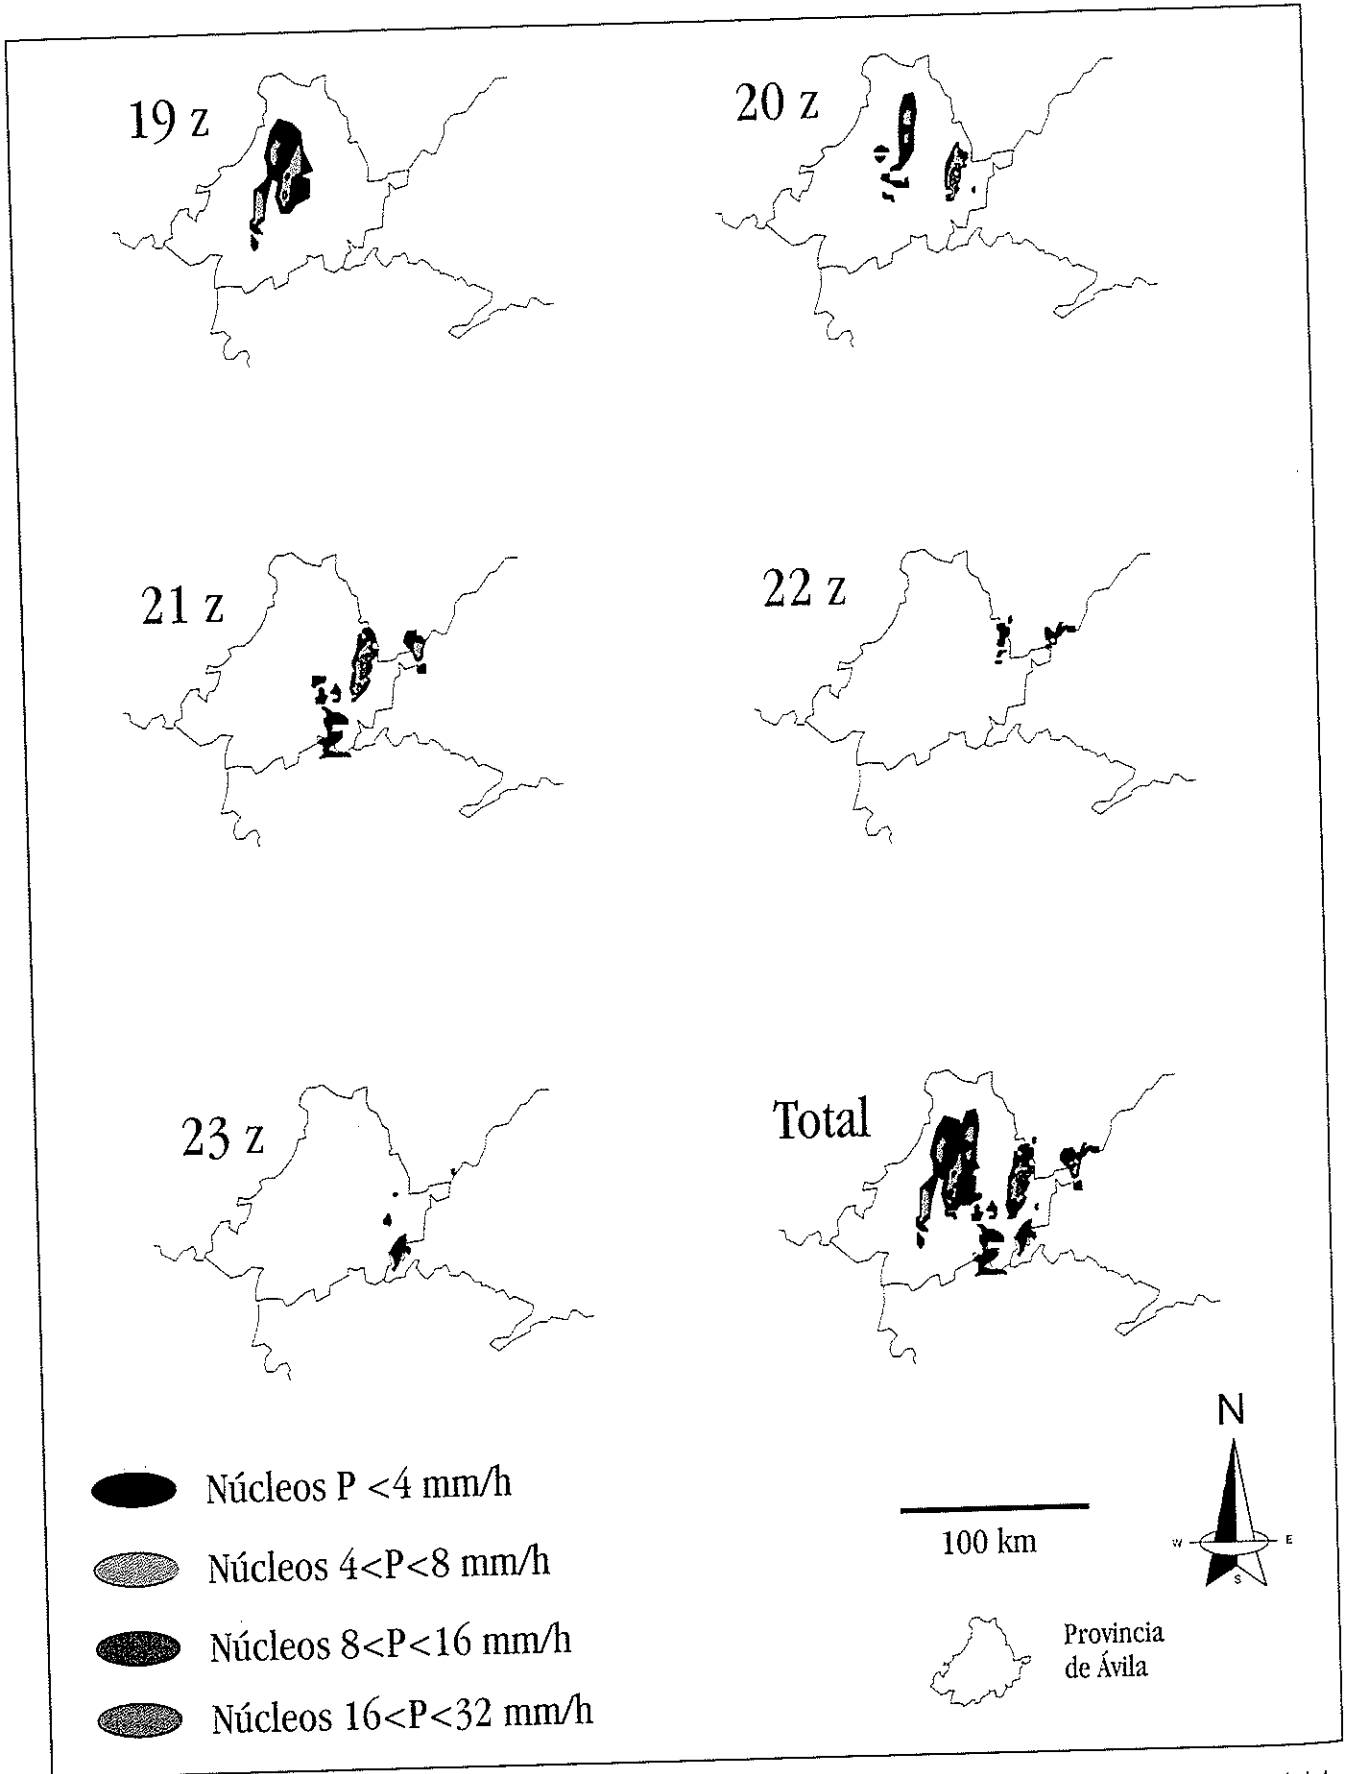 19 z
20 z
21 z
22 z
23 z
Total
Núcleos P <4 mm/h
Núcleos 4<P<8 mm/h
Núcleos 8<P<16 mm/h
Núcleos 16<P<32 mm/h
100 km
N
W
E
S
Provincia
de Ávila